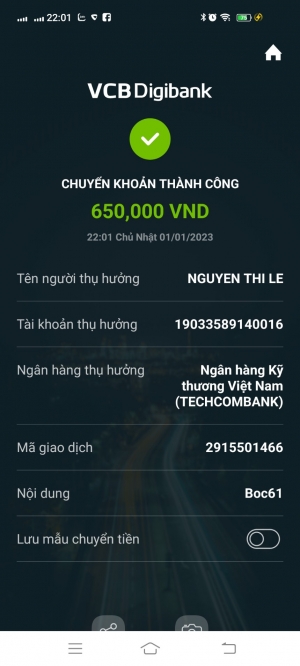 22:01
VCBDigibank
CHUYỂN KHOẢN THÀNH CÔNG
650,000 VND
22:01 Chủ Nhật 01/01/2023
Tên người thụ hưởng NGUYEN THI LE
Tài khoản thụ hưởng 19033589140016
Ngân hàng thụ hưởng Ngân hàng Kỹ
thương Việt Nam
(TECHCOMBANK)
Mã giao dịch 2915501466
Nội dung Boc61
Lưu mẫu chuyển tiền